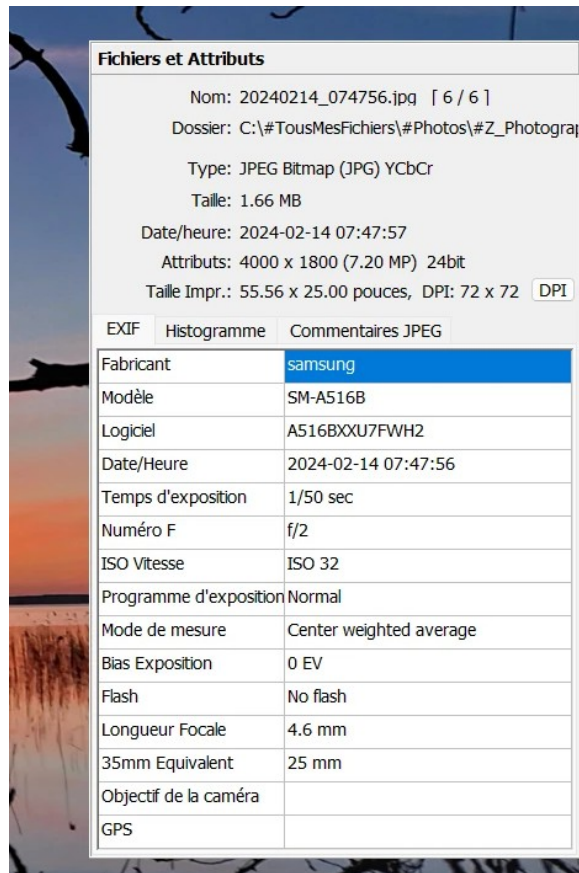 Fichiers et Attributs
Nom: 20240214_074756.jpg [ 6 / 6 ]
Dossier: C:\#TousMesFichiers\#Photos\#Z_Photograp
Type: JPEG Bitmap (JPG) YCbCr
Taille: 1.66 MB
Date/heure: 2024-02-14 07:47:57
Attributs: 4000 x 1800 (7.20 MP) 24bit
Taille Impr.: 55.56 x 25.00 pouces, DPI: 72 x 72 DPI
EXIF Histogramme Commentaires JPEG
Fabricant samsung
Modèle SM-A516B
Logiciel A516BXXU7FWH2
Date/Heure 2024-02-14 07:47:56
Temps d'exposition 1/50 sec
Numéro F f/2
ISO Vitesse ISO 32
Programme d'exposition Normal
Mode de mesure Center weighted average
Bias Exposition 0 EV
Flash No flash
Longueur Focale 4.6 mm
35mm Equivalent 25 mm
Objectif de la caméra
GPS